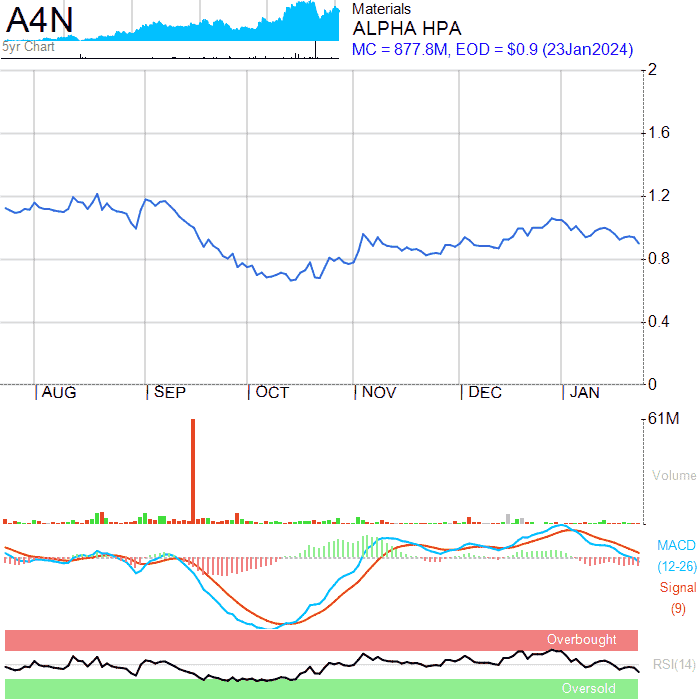 A4N
5yr Chart
Materials
ALPHA HPA
MC = 877.8M, EOD = $0.9 (23Jan2024)
2
1.6
1.2
0.8
0.4
0
AUG SEP OCT NOV DEC JAN
61M
Volume
MACD
(12-26)
Signal
(9)
Overbought
RSI(14)
Oversold